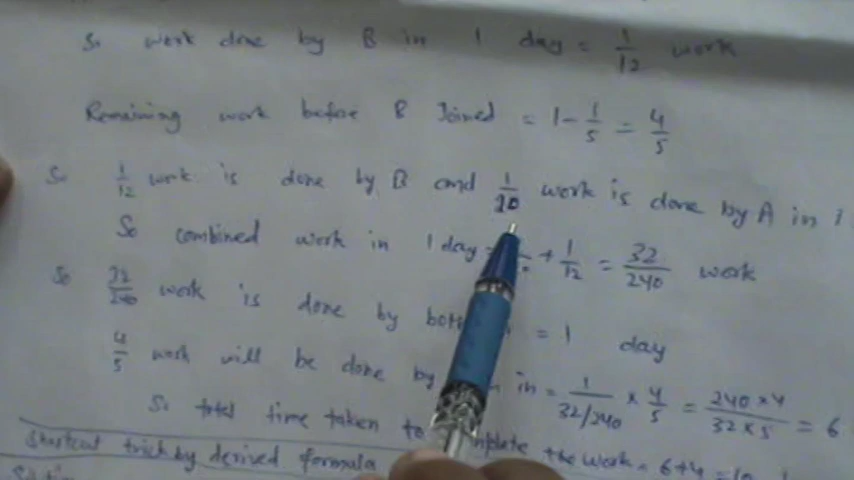 So work done by B in 1 day = 1/12 work
Remaining work before B Joined = 1 - 1/5 = 4/5
So 1/12 work is done by B and 1/20 work is done by A in 1
So combined work in 1 day = + 1/12 = 32/240 work
So 32/240 work is done by = 1 day
4/5 work will be done by in = 1/32/240 × 4/5 = 240×4/32×5 = 6
So total time taken to complete the work = 6+4 = 10
Shortcut trick by derived formula